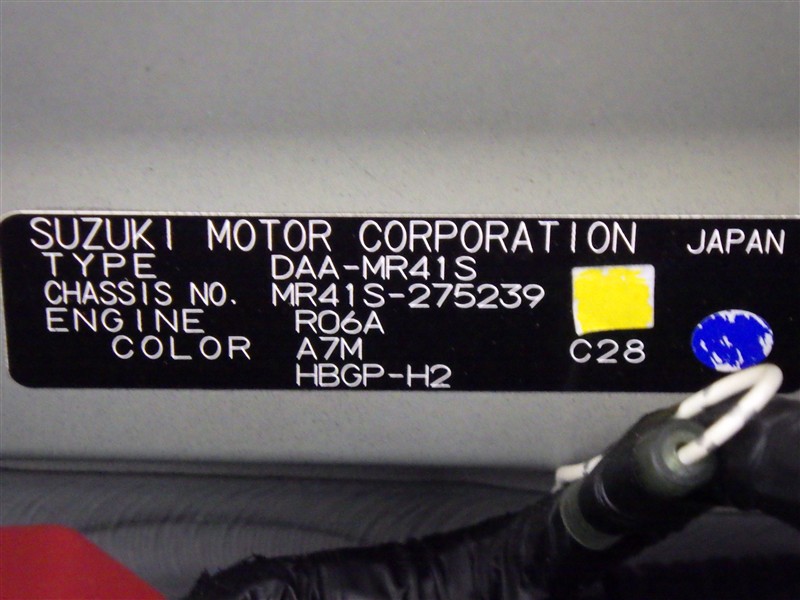 SUZUKI MOTOR CORPORATION JAPAN
TYPE DAA-MR41S
CHASSIS NO. MR41S-275239
ENGINE R06A
COLOR A7M C28
HBGP-H2